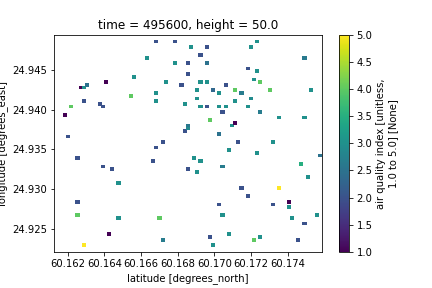 time = 495600, height = 50.0
24.945
24.940
24.935
24.930
24.925
longitude [degrees_east]
60.162 60.164 60.166 60.168 60.170 60.172 60.174
latitude [degrees_north]
5.0
4.5
4.0
3.5
3.0
2.5
2.0
1.5
1.0
air quality index [unitless,
1.0 to 5.0] [None]